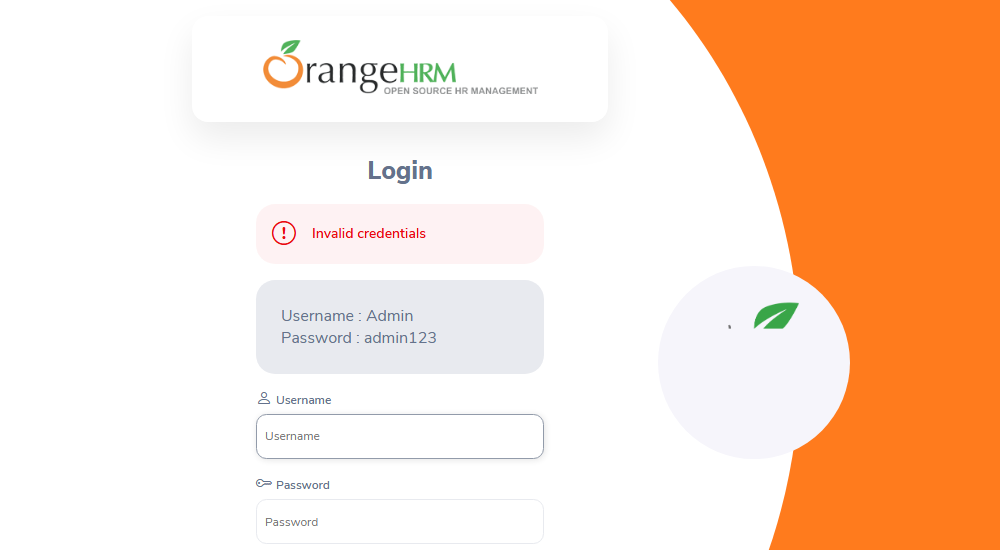 OrangeHRM
OPEN SOURCE HR MANAGEMENT
Login
Invalid credentials
Username : Admin
Password : admin123
Username
Username
Password
Password